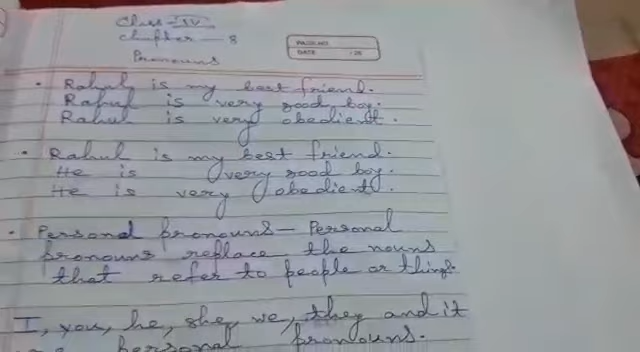 Class - IV
Chapter - 8
Pronouns
PAGE NO.
DATE
• Rahul is my best friend.
Rahul is very good boy.
Rahul is very obedient.
• Rahul is my best friend.
He is very good boy.
He is very obedient.
• Personal pronouns - Personal
pronouns replace the nouns
that refer to people or things.
I, you, he, she, we, they and it
personal pronouns.